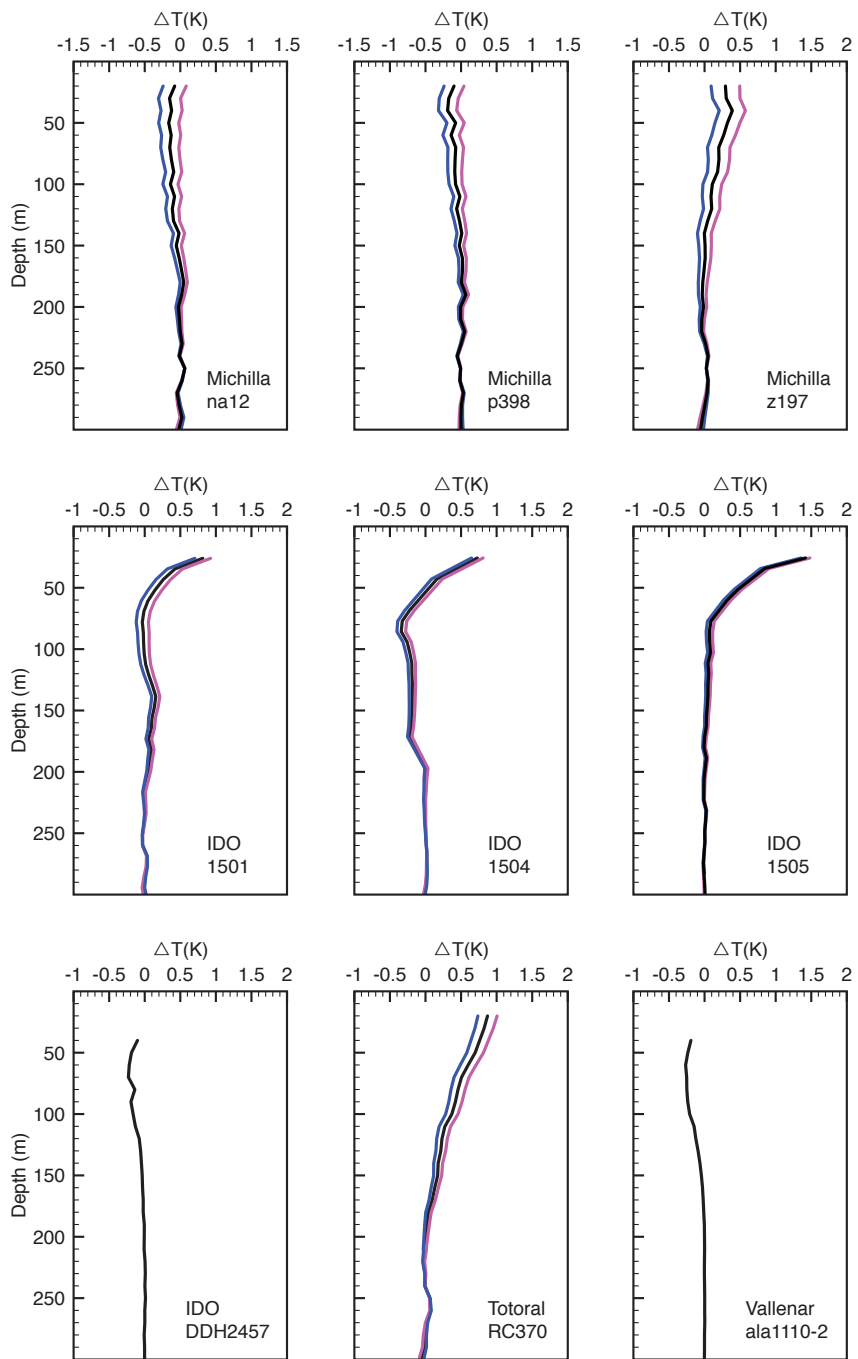 △T(K) △T(K) △T(K)
-1.5 -1 -0.5 0 0.5 1 1.5 -1.5 -1 -0.5 0 0.5 1 1.5 -1 -0.5 0 0.5 1 1.5 2
Depth (m)
50
100
150
200
250
Michilla
na12
Michilla
p398
Michilla
z197
△T(K) △T(K) △T(K)
-1 -0.5 0 0.5 1 1.5 2 -1 -0.5 0 0.5 1 1.5 2 -1 -0.5 0 0.5 1 1.5 2
Depth (m)
50
100
150
200
250
IDO
1501
IDO
1504
IDO
1505
△T(K) △T(K) △T(K)
-1 -0.5 0 0.5 1 1.5 2 -1 -0.5 0 0.5 1 1.5 2 -1 -0.5 0 0.5 1 1.5 2
Depth (m)
50
100
150
200
250
IDO
DDH2457
Totoral
RC370
Vallenar
ala1110-2